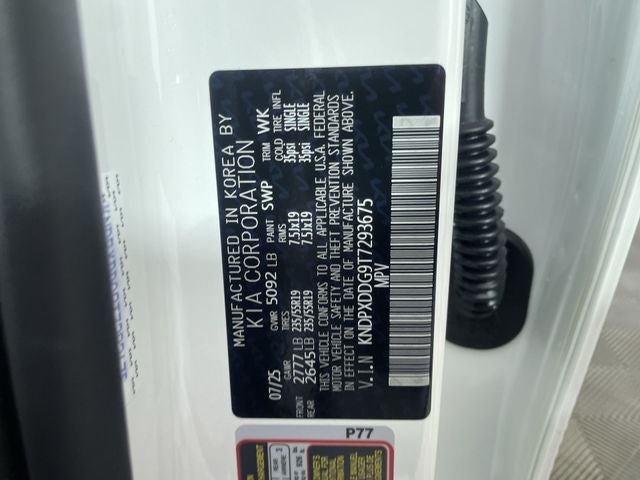 MANUFACTURED IN KOREA BY
KIA CORPORATION
07/25 GVWR 5092 LB PAINT SWP TRIM WK
GAWR TIRES RIMS COLD TIRE INFL
FRONT 2777 LB 235/55R19 7.5Jx19 35psi SINGLE
REAR 2645 LB 235/55R19 7.5Jx19 35psi SINGLE
THIS VEHICLE CONFORMS TO ALL APPLICABLE U.S.A. FEDERAL
MOTOR VEHICLE SAFETY AND THEFT PREVENTION STANDARDS
IN EFFECT ON THE DATE OF MANUFACTURE SHOWN ABOVE.
V.I.N KNDPXDDG9T7293675
MPV
P77